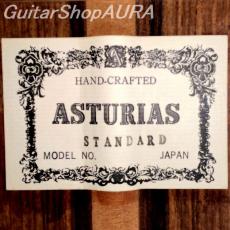 GuitarShopAURA
HAND-CRAFTED
ASTURIAS
STANDARD
MODEL NO. JAPAN